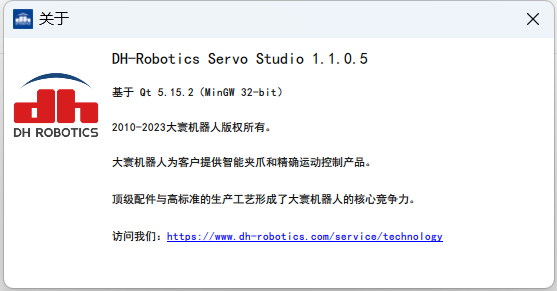 关于
DH-Robotics Servo Studio 1.1.0.5
基于 Qt 5.15.2（MinGW 32-bit）
DH ROBOTICS
2010-2023大寰机器人版权所有。
大寰机器人为客户提供智能夹爪和精确运动控制产品。
顶级配件与高标准的生产工艺形成了大寰机器人的核心竞争力。
访问我们：https://www.dh-robotics.com/service/technology